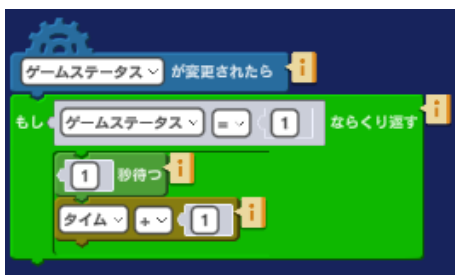 ゲームステータス が変更されたら i
もし ゲームステータス = 1 ならくり返す i
1 秒待つ i
タイム + 1 i